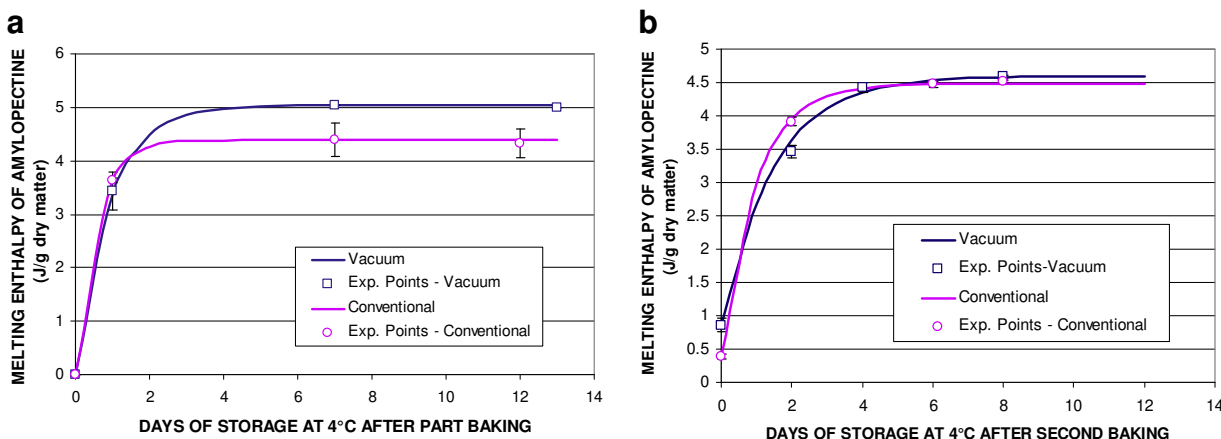 a
MELTING ENTHALPY OF AMYLOPECTINE
(J/g dry matter)
6
5
4
3
2
1
0
0 2 4 6 8 10 12 14
Vacuum
Exp. Points - Vacuum
Conventional
Exp. Points - Conventional
DAYS OF STORAGE AT 4°C AFTER PART BAKING
b
MELTING ENTHALPY OF AMYLOPECTINE
(J/g dry matter)
5
4.5
4
3.5
3
2.5
2
1.5
1
0.5
0
0 2 4 6 8 10 12 14
Vacuum
Exp. Points-Vacuum
Conventional
Exp. Points - Conventional
DAYS OF STORAGE AT 4°C AFTER SECOND BAKING